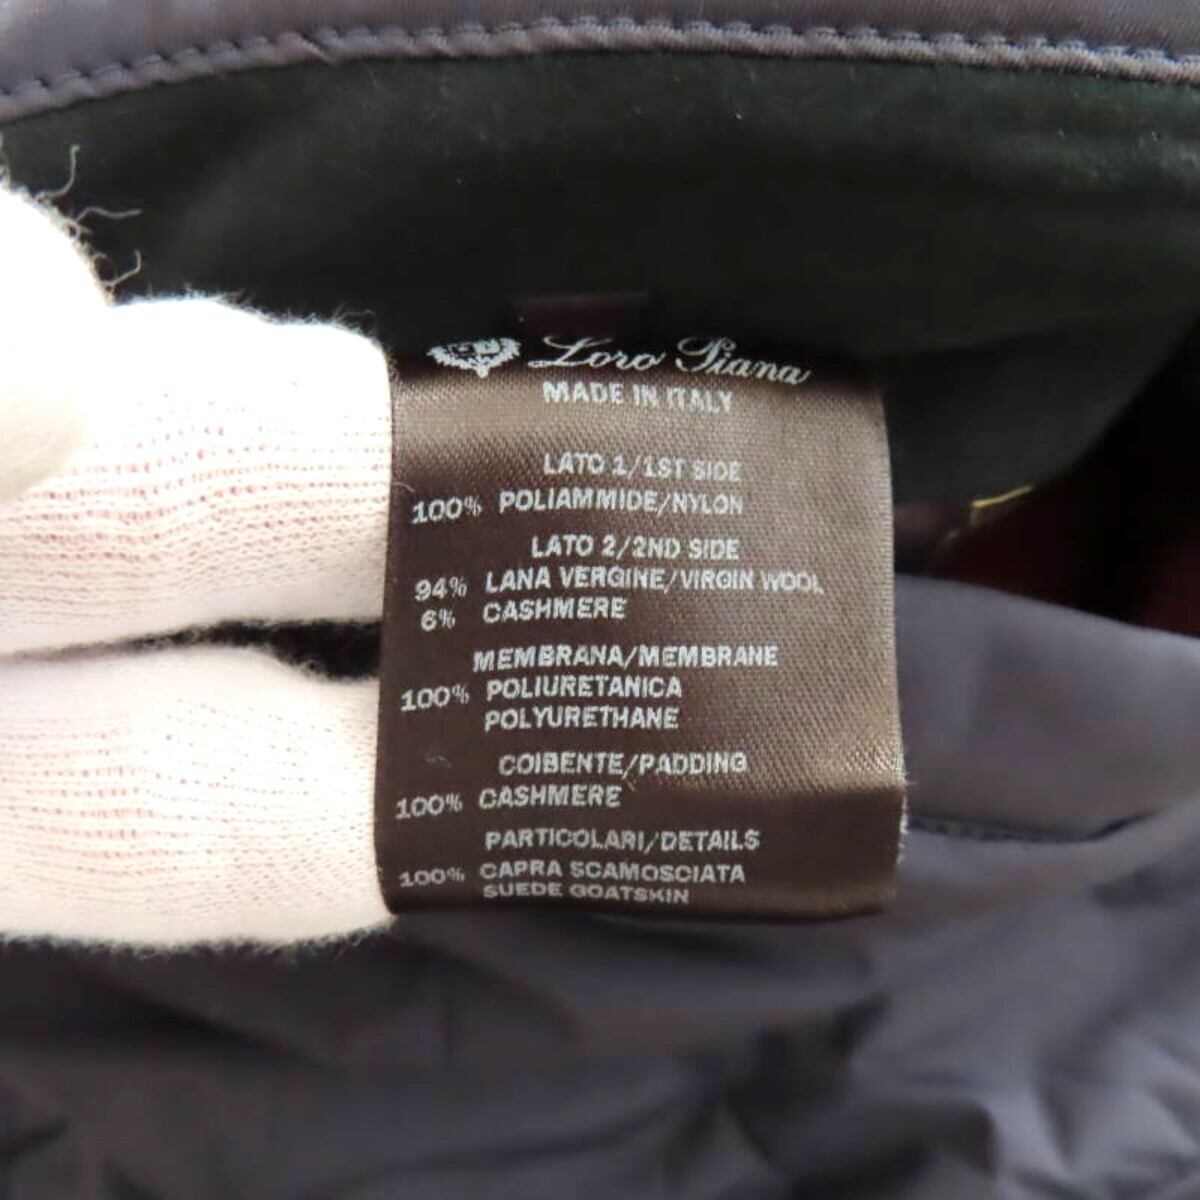 Loro Piana
MADE IN ITALY
LATO 1/1ST SIDE
100% POLIAMMIDE/NYLON
LATO 2/2ND SIDE
94% LANA VERGINE/VIRGIN WOOL
6% CASHMERE
MEMBRANA/MEMBRANE
100% POLIURETANICA
POLYURETHANE
COIBENTE/PADDING
100% CASHMERE
PARTICOLARI/DETAILS
100% CAPRA SCAMOSCIATA
SUEDE GOATSKIN